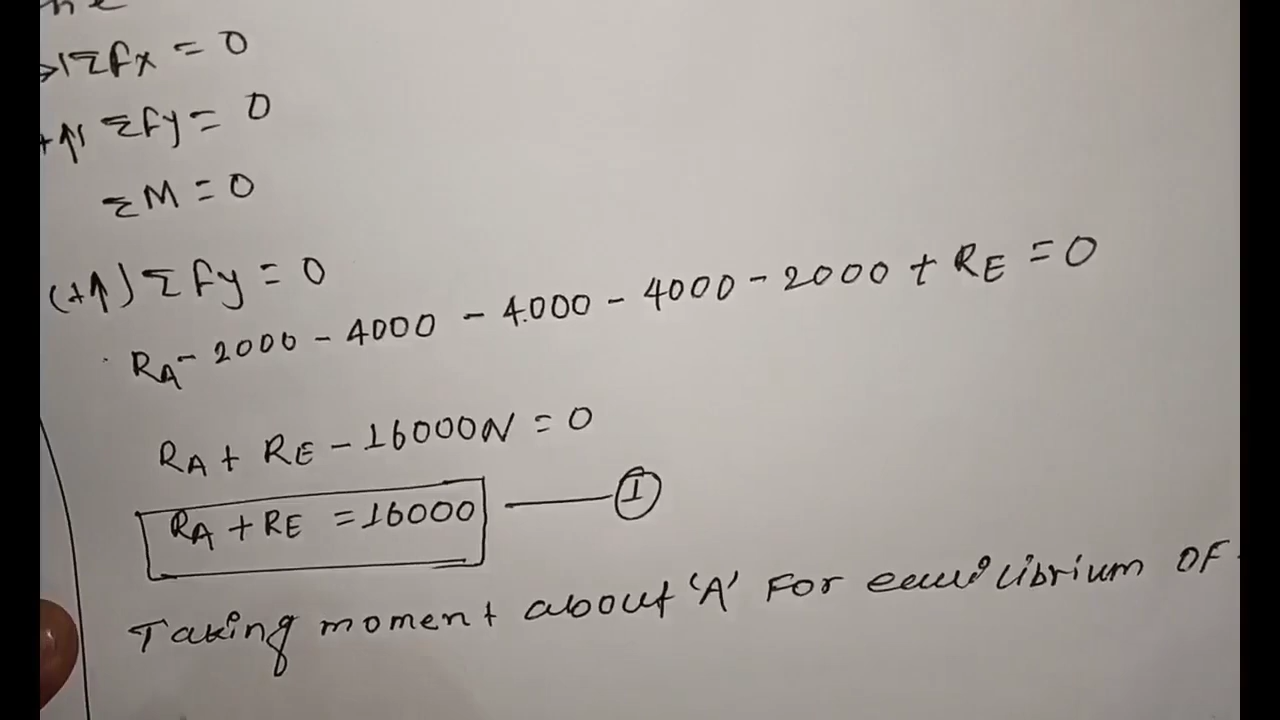 →|Σfx = 0
+↑| Σfy = 0
ΣM = 0
(+↑) Σfy = 0
RA - 2000 - 4000 - 4000 - 4000 - 2000 + RE = 0
RA + RE - 16000N = 0
RA + RE = 16000 —— ①
Taking moment about 'A' For equilibrium OF